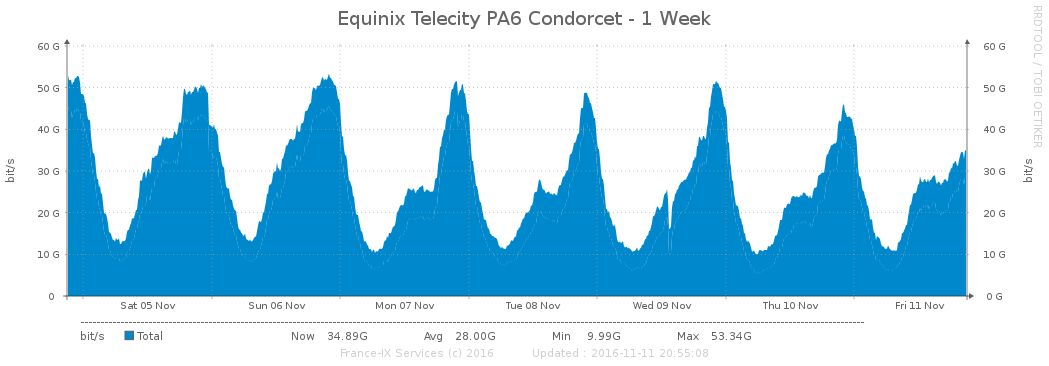 Equinix Telecity PA6 Condorcet - 1 Week
RRDTOOL / TOBI OETIKER
60 G 60 G
50 G 50 G
40 G 40 G
30 G 30 G
20 G 20 G
10 G 10 G
0 0 G
bit/s bit/s
Sat 05 Nov Sun 06 Nov Mon 07 Nov Tue 08 Nov Wed 09 Nov Thu 10 Nov Fri 11 Nov
bit/s Total Now 34.89G Avg 28.00G Min 9.99G Max 53.34G
France-IX Services (c) 2016 Updated : 2016-11-11 20:55:08